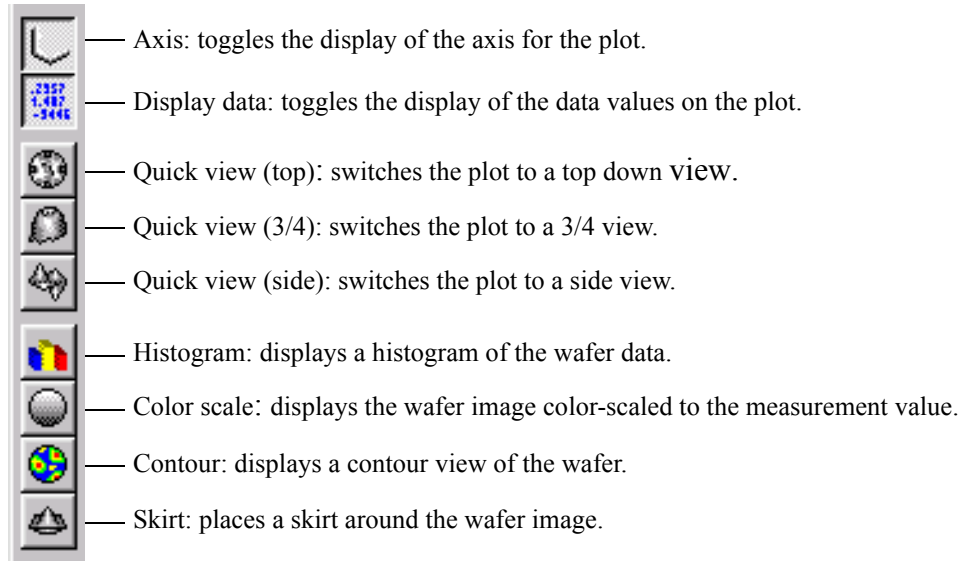 Axis: toggles the display of the axis for the plot.
Display data: toggles the display of the data values on the plot.
Quick view (top): switches the plot to a top down view.
Quick view (3/4): switches the plot to a 3/4 view.
Quick view (side): switches the plot to a side view.
Histogram: displays a histogram of the wafer data.
Color scale: displays the wafer image color-scaled to the measurement value.
Contour: displays a contour view of the wafer.
Skirt: places a skirt around the wafer image.